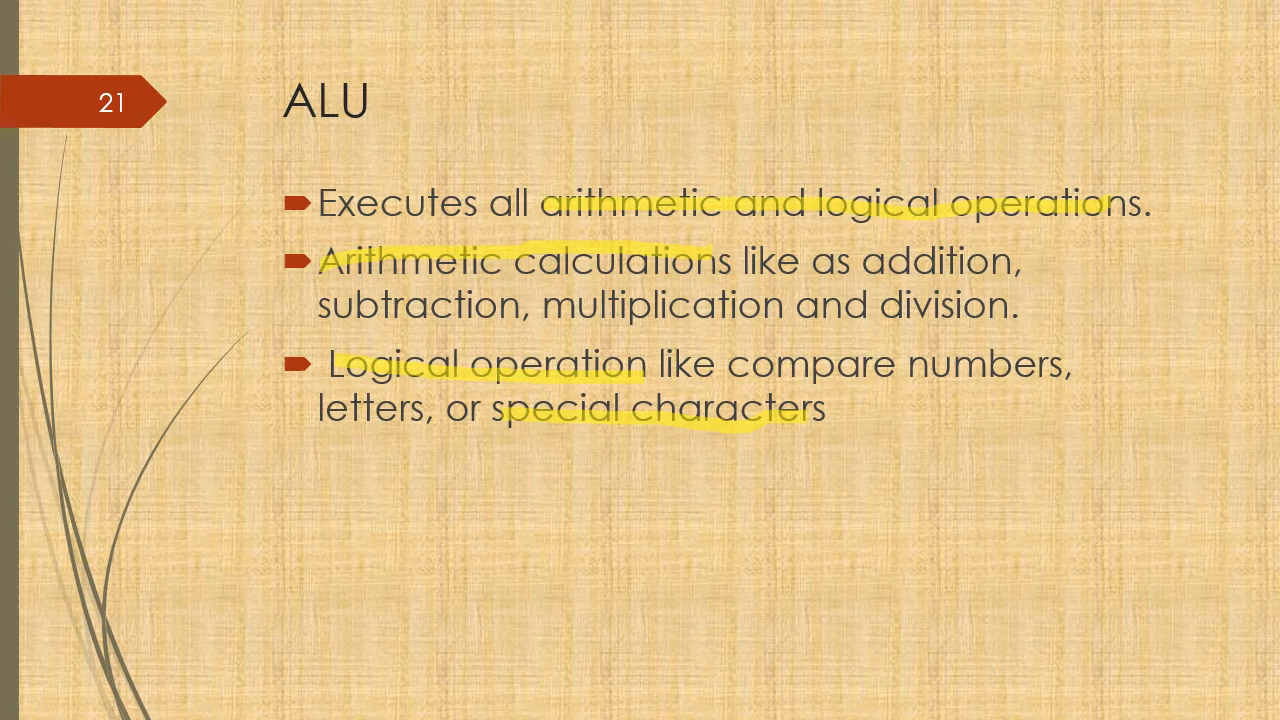 21
ALU
Executes all arithmetic and logical operations.
Arithmetic calculations like as addition,
subtraction, multiplication and division.
Logical operation like compare numbers,
letters, or special characters